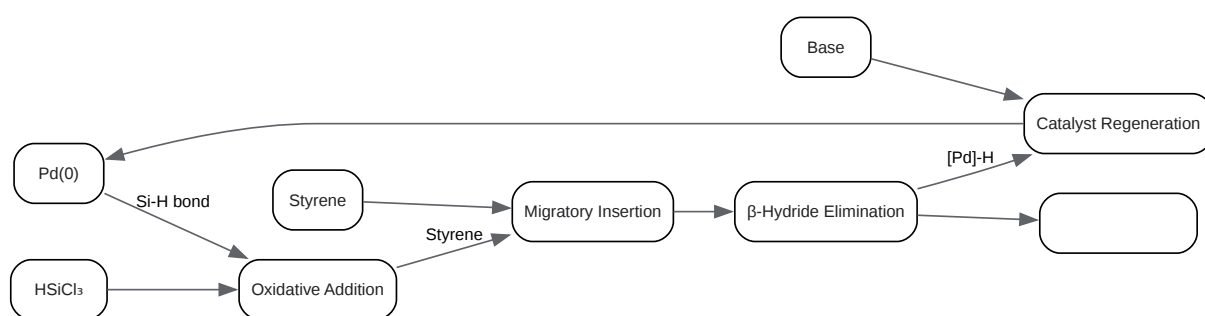 Base
Catalyst Regeneration
[Pd]-H
Pd(0)
Si-H bond
Styrene
Migratory Insertion
β-Hydride Elimination
Styrene
HSiCl₃
Oxidative Addition